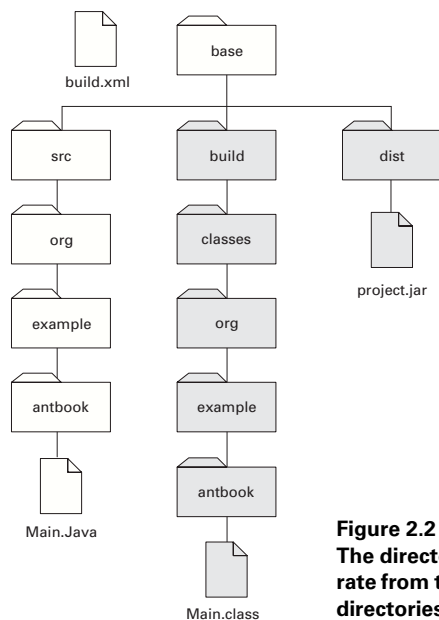 base
build.xml
src build dist
org classes
project.jar
example org
antbook example
Main.Java antbook
Main.class
Figure 2.2
The direct
rate from t
directories